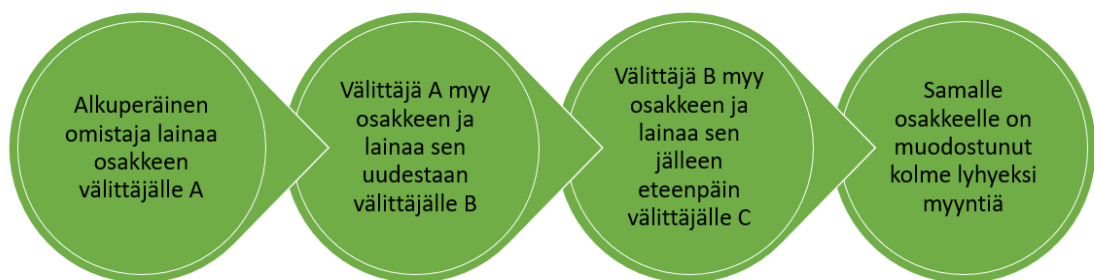 Alkuperäinen
omistaja lainaa
osakkeen
välittäjälle A
Välittäjä A myy
osakkeen ja
lainaa sen
uudestaan
välittäjälle B
Välittäjä B myy
osakkeen ja
lainaa sen
jälleen
eteenpäin
välittäjälle C
Samalle
osakkeelle on
muodostunut
kolme lyhyeksi
myyntiä